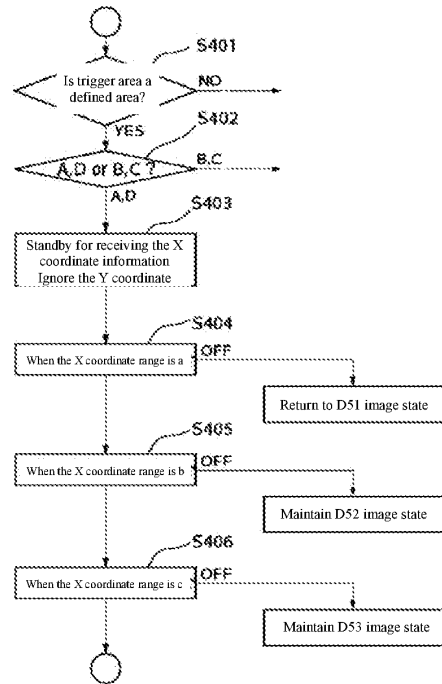 S401
Is trigger area a
defined area?
NO
YES
S402
A,D or B,C ?
B,C
A,D
S403
Standby for receiving the X
coordinate information
Ignore the Y coordinate
S404
When the X coordinate range is a
OFF
Return to D51 image state
S405
When the X coordinate range is b
OFF
Maintain D52 image state
S406
When the X coordinate range is c
OFF
Maintain D53 image state